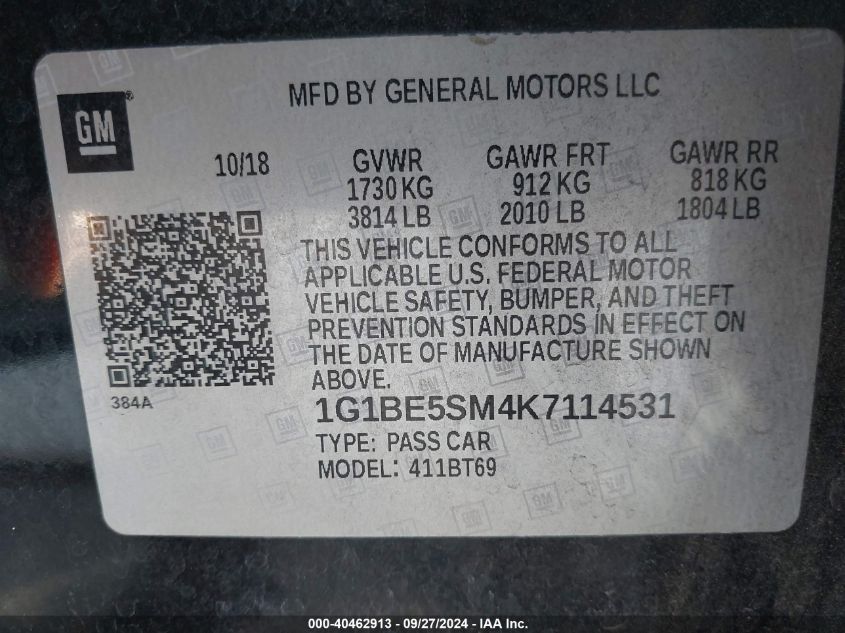 MFD BY GENERAL MOTORS LLC
GM®
10/18
GVWR GAWR FRT GAWR RR
1730 KG 912 KG 818 KG
3814 LB 2010 LB 1804 LB
THIS VEHICLE CONFORMS TO ALL
APPLICABLE U.S. FEDERAL MOTOR
VEHICLE SAFETY, BUMPER, AND THEFT
PREVENTION STANDARDS IN EFFECT ON
THE DATE OF MANUFACTURE SHOWN
ABOVE.
384A
1G1BE5SM4K7114531
TYPE: PASS CAR
MODEL: 411BT69
000-40462913 - 09/27/2024 - IAA Inc.